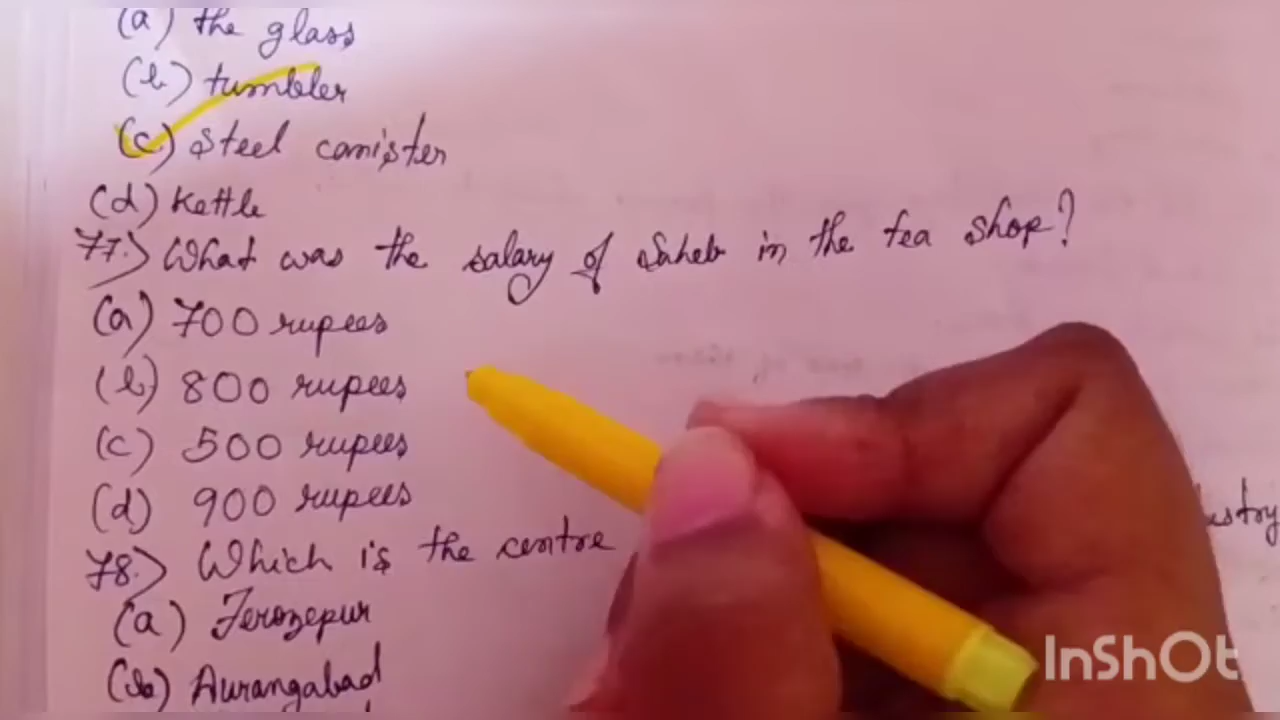 (a) the glass
(b) tumbler
(c) steel canister
(d) Kettle
77.) What was the salary of Saheb in the tea shop?
(a) 700 rupees
(b) 800 rupees
(c) 500 rupees
(d) 900 rupees
78.) Which is the centre
(a) Ferozepur
(b) Aurangabad
InShOt